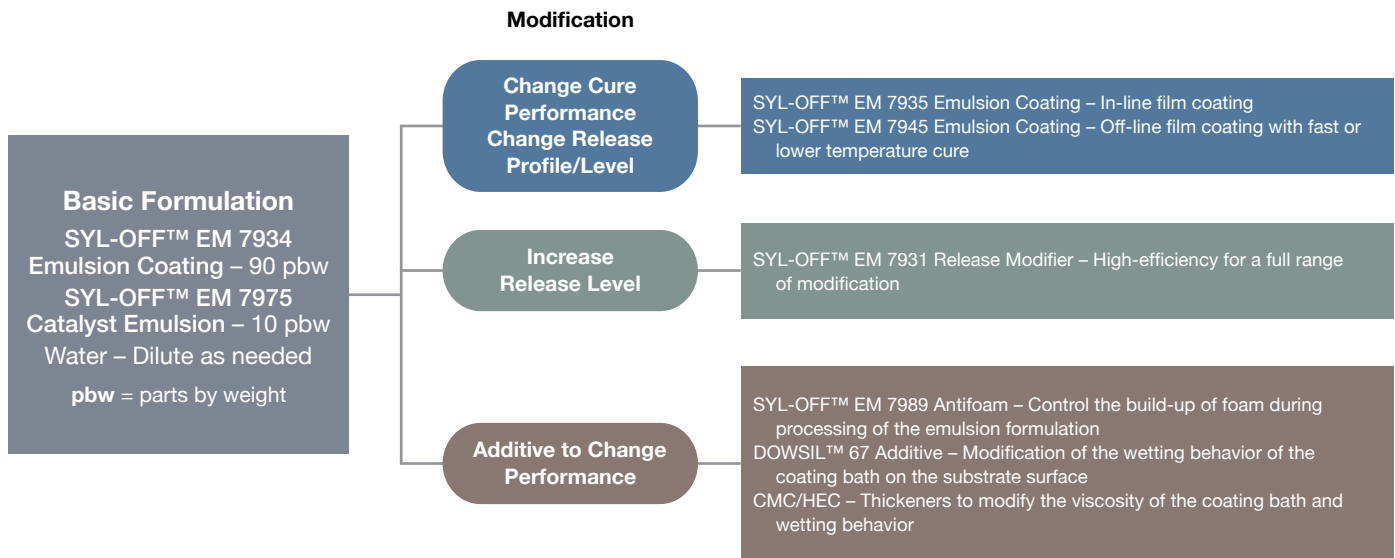 Modification
Basic Formulation
SYL-OFF™ EM 7934
Emulsion Coating – 90 pbw
SYL-OFF™ EM 7975
Catalyst Emulsion – 10 pbw
Water – Dilute as needed
pbw = parts by weight
Change Cure
Performance
Change Release
Profile/Level
SYL-OFF™ EM 7935 Emulsion Coating – In-line film coating
SYL-OFF™ EM 7945 Emulsion Coating – Off-line film coating with fast or
lower temperature cure
Increase
Release Level
SYL-OFF™ EM 7931 Release Modifier – High-efficiency for a full range
of modification
Additive to Change
Performance
SYL-OFF™ EM 7989 Antifoam – Control the build-up of foam during
processing of the emulsion formulation
DOWSIL™ 67 Additive – Modification of the wetting behavior of the
coating bath on the substrate surface
CMC/HEC – Thickeners to modify the viscosity of the coating bath and
wetting behavior